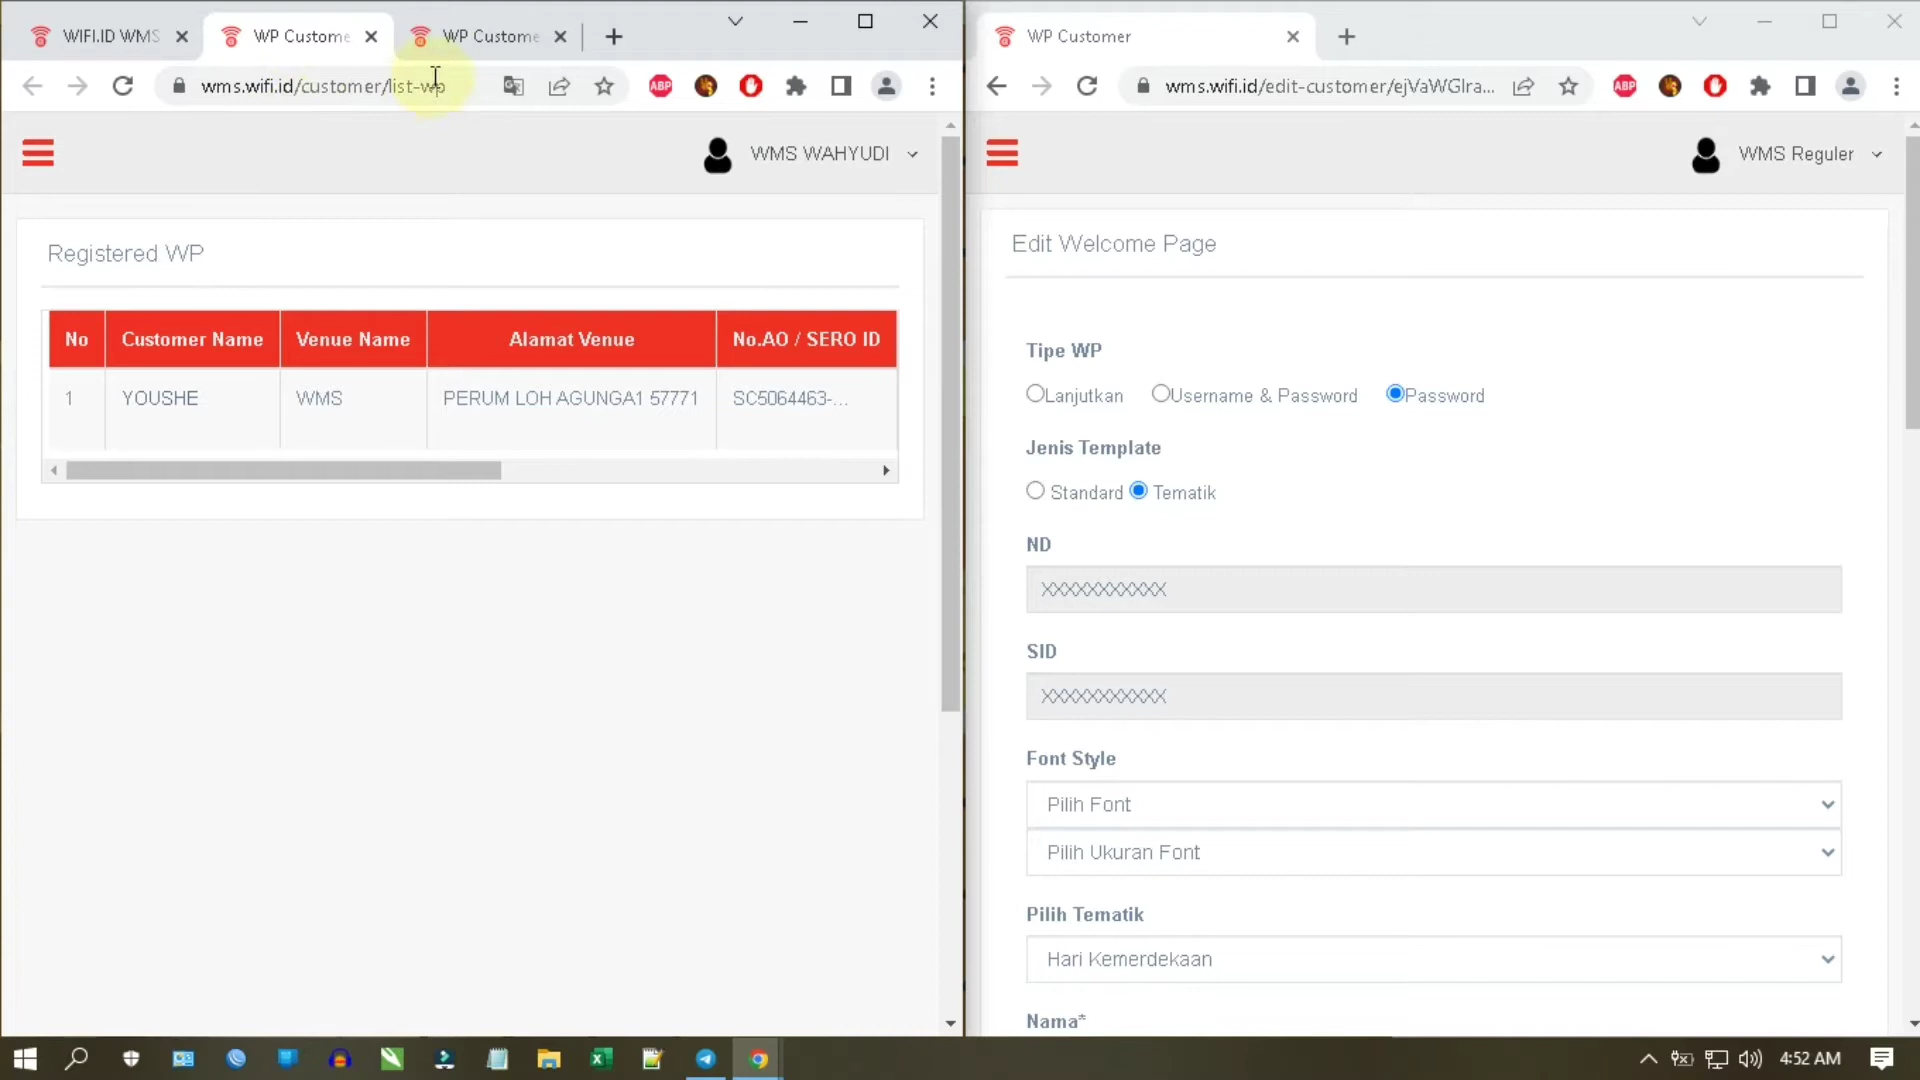 WIFI.ID WMS
WP Custome
WP Custome
wms.wifi.id/customer/list-wp
ABP
WMS WAHYUDI
Registered WP
No Customer Name Venue Name Alamat Venue No.AO / SERO ID
1 YOUSHE WMS PERUM LOH AGUNGA1 57771 SC5064463-...
WP Customer
wms.wifi.id/edit-customer/ejVaWGlra...
ABP
WMS Reguler
Edit Welcome Page
Tipe WP
Lanjutkan Username & Password Password
Jenis Template
Standard Tematik
ND
XXXXXXXXXXX
SID
XXXXXXXXXXX
Font Style
Pilih Font
Pilih Ukuran Font
Pilih Tematik
Hari Kemerdekaan
Nama*
4:52 AM